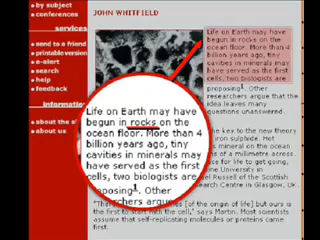 by subject
conferences
services
send to a friend
printable version
e-alert
search
help
feedback
informatio
about the s
about us
JOHN WHITFIELD
Life on Earth may have
begun in rocks on the
ocean floor. More than 4
billion years ago, tiny
cavities in minerals may
have served as the first
cells, two biologists are
proposing1. Other
researchers argue that the
idea leaves many
questions unanswered.
Life on Earth may have
begun in rocks on the
ocean floor. More than 4
billion years ago, tiny
cavities in minerals may
have served as the first
cells, two biologists are
proposing1. Other
researchers argue
the key to the new theory
iron sulphide. Hot
mineral on the ocean
of a millimetre across.
for life to get going,
ne University in
el Russell of the Scottish
search Centre in Glasgow, UK.
[of the origin of life] but ours is
the first to start with the cell," says Martin. Most scientists
assume that self-replicating molecules or proteins came
first.